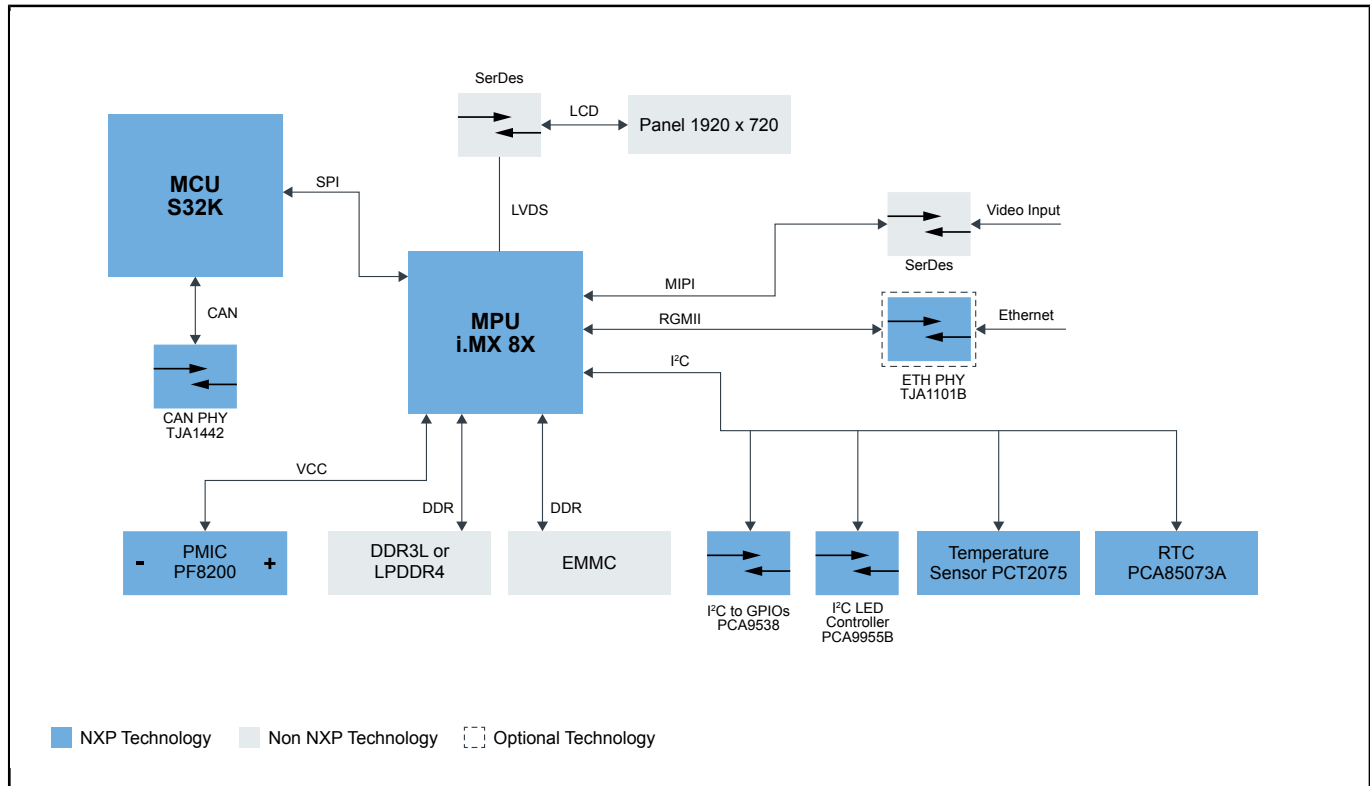 SerDes
LCD
Panel 1920 x 720
MCU
S32K
SPI
LVDS
Video Input
SerDes
MIPI
CAN
MPU
i.MX 8X
RGMII
Ethernet
I²C
ETH PHY
TJA1101B
CAN PHY
TJA1442
VCC
DDR
DDR
- PMIC +
PF8200
DDR3L or
LPDDR4
EMMC
I²C to GPIOs
PCA9538
I²C LED
Controller
PCA9955B
Temperature
Sensor PCT2075
RTC
PCA85073A
NXP Technology
Non NXP Technology
Optional Technology